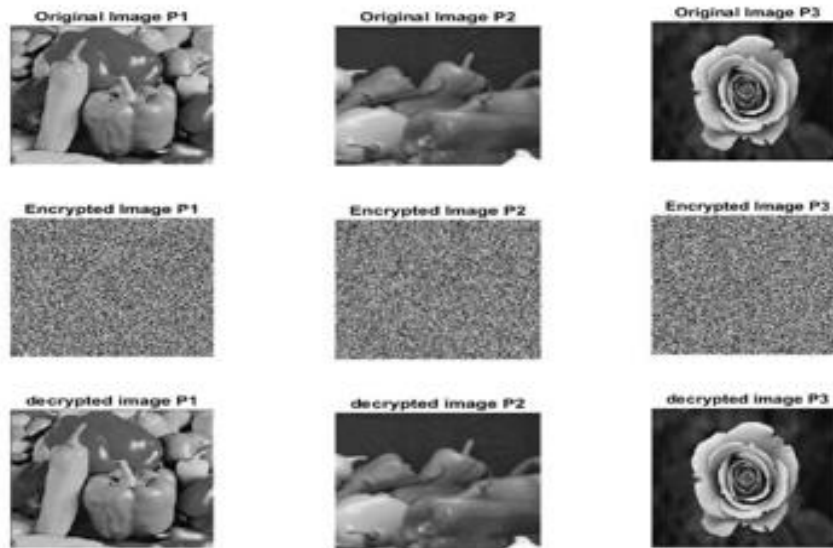 Original Image P1
Original Image P2
Original Image P3
Encrypted Image P1
Encrypted Image P2
Encrypted Image P3
decrypted image P1
decrypted image P2
decrypted image P3